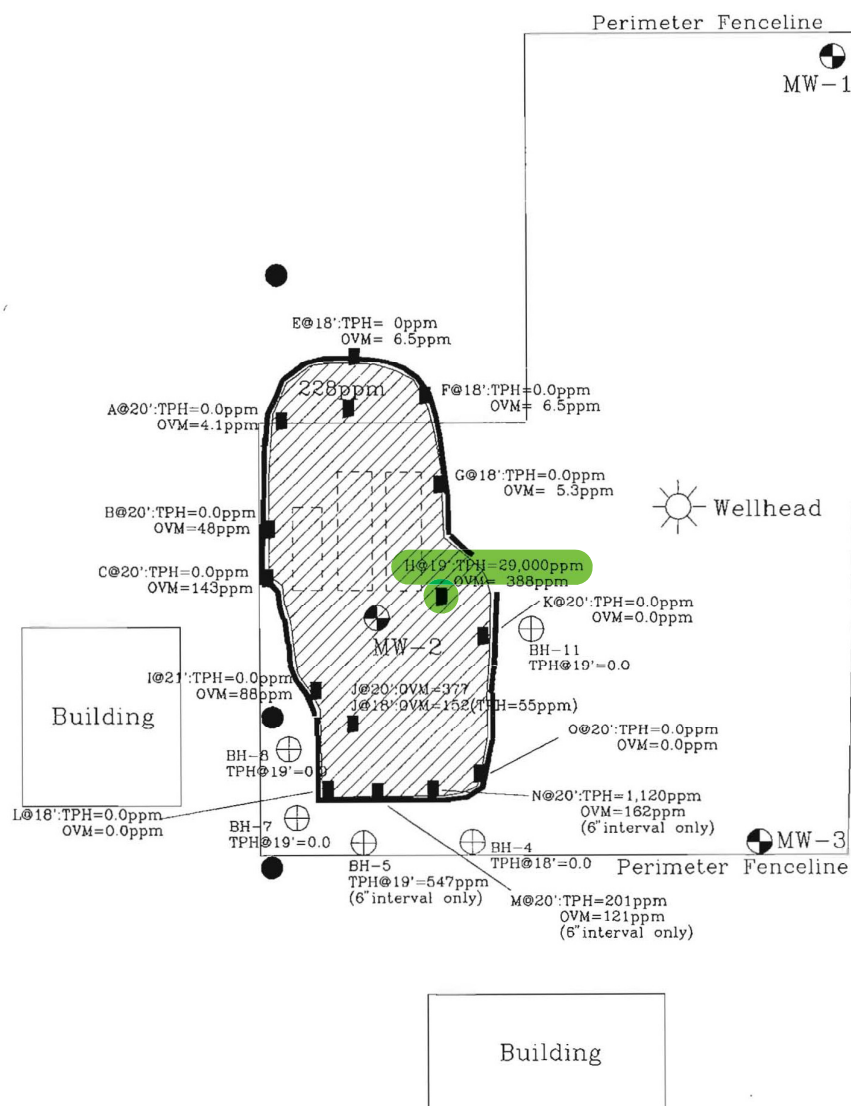 Perimeter Fenceline
MW-1
E@18':TPH= 0ppm
OVM= 6.5ppm
228ppm
F@18':TPH=0.0ppm
OVM= 6.5ppm
A@20':TPH=0.0ppm
OVM=4.1ppm
G@18':TPH=0.0ppm
OVM= 5.3ppm
B@20':TPH=0.0ppm
OVM=48ppm
Wellhead
C@20':TPH=0.0ppm
OVM=143ppm
H@19':TPH=29,000ppm
OVM= 388ppm
K@20':TPH=0.0ppm
OVM=0.0ppm
MW-2
BH-11
TPH@19'=0.0
I@21':TPH=0.0ppm
OVM=88ppm
J@20':OVM=377
J@18':OVM=152(TPH=55ppm)
Building
O@20':TPH=0.0ppm
OVM=0.0ppm
BH-8
TPH@19'=0.0
N@20':TPH=1,120ppm
OVM=162ppm
(6"interval only)
L@18':TPH=0.0ppm
OVM=0.0ppm
BH-7
TPH@19'=0.0
MW-3
BH-4
TPH@18'=0.0
BH-5
TPH@19'=547ppm
(6"interval only)
Perimeter Fenceline
M@20':TPH=201ppm
OVM=121ppm
(6"interval only)
Building